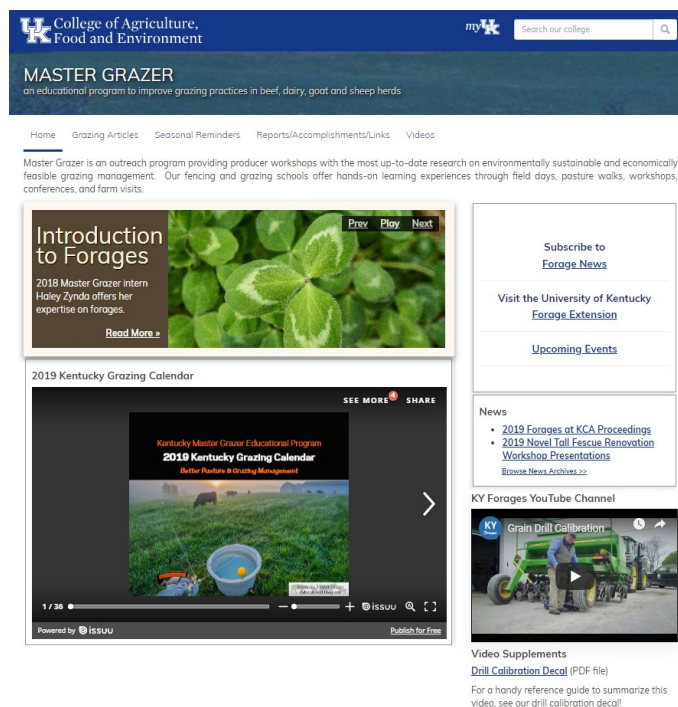 UK College of Agriculture,
Food and Environment
myUK
Search our college
MASTER GRAZER
an educational program to improve grazing practices in beef, dairy, goat and sheep herds
Home Grazing Articles Seasonal Reminders Reports/Accomplishments/Links Videos
Master Grazer is an outreach program providing producer workshops with the most up-to-date research on environmentally sustainable and economically
feasible grazing management. Our fencing and grazing schools offer hands-on learning experiences through field days, pasture walks, workshops,
conferences, and farm visits.
Prev Play Next
Introduction
to Forages
2018 Master Grazer intern
Haley Zynda offers her
expertise on forages.
Read More »
2019 Kentucky Grazing Calendar
SEE MORE 4 SHARE
Kentucky Master Grazer Educational Program
2019 Kentucky Grazing Calendar
Better Pasture & Grazing Management
1 / 36
issuu
Powered by issuu
Publish for Free
Subscribe to
Forage News
Visit the University of Kentucky
Forage Extension
Upcoming Events
News
2019 Forages at KCA Proceedings
2019 Novel Tall Fescue Renovation
Workshop Presentations
Browse News Archives >>
KY Forages YouTube Channel
KY
Forages
Grain Drill Calibration
Video Supplements
Drill Calibration Decal (PDF file)
For a handy reference guide to summarize this
video, see our drill calibration decal!